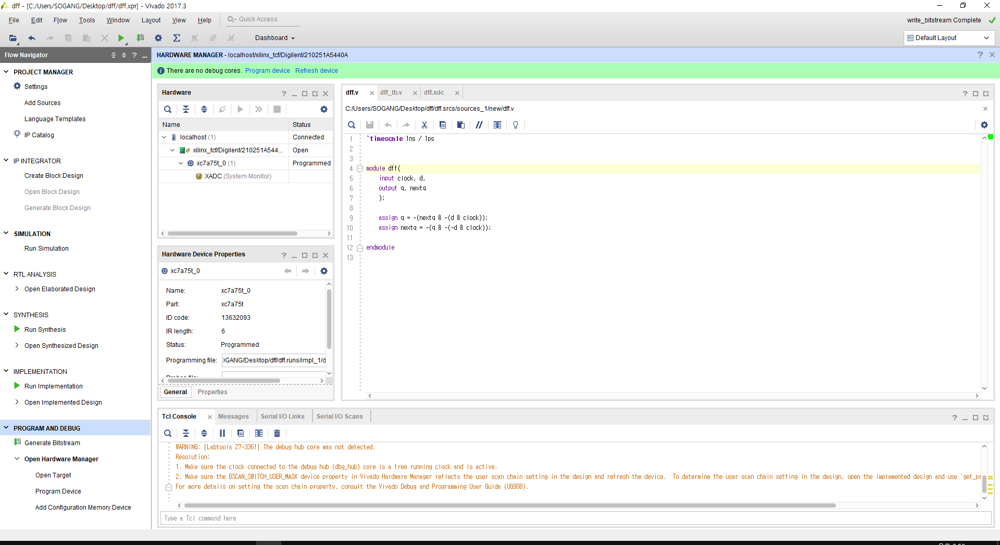 dff - [C:/Users/SOGANG/Desktop/dff/dff.xpr] - Vivado 2017.3
File Edit Flow Tools Window Layout View Help Quick Access
write_bitstream Complete
Dashboard
Default Layout
Flow Navigator
PROJECT MANAGER
Settings
Add Sources
Language Templates
IP Catalog
IP INTEGRATOR
Create Block Design
Open Block Design
Generate Block Design
SIMULATION
Run Simulation
RTL ANALYSIS
Open Elaborated Design
SYNTHESIS
Run Synthesis
Open Synthesized Design
IMPLEMENTATION
Run Implementation
Open Implemented Design
PROGRAM AND DEBUG
Generate Bitstream
Open Hardware Manager
Open Target
Program Device
Add Configuration Memory Device
HARDWARE MANAGER - localhost/xilinx_tcf/Digilent/210251A5440A
There are no debug cores. Program device Refresh device
Hardware
Name Status
localhost (1) Connected
xilinx_tcf/Digilent/210251A544... Open
xc7a75t_0 (1) Programmed
XADC (System Monitor)
Hardware Device Properties
xc7a75t_0
Name: xc7a75t_0
Part: xc7a75t
ID code: 13632093
IR length: 6
Status: Programmed
Programming file: OGANG/Desktop/dff/dff.runs/impl_1/d
General Properties
dff.v dff_tb.v dff.xdc
C:/Users/SOGANG/Desktop/dff/dff.srcs/sources_1/new/dff.v
1 `timescale 1ns / 1ps
2
3
4 module dff(
5 input clock, d,
6 output q, nextq
7 );
8
9 assign q = ~(nextq & ~(d & clock));
10 assign nextq = ~(q & ~(~d & clock));
11
12 endmodule
13
Tcl Console Messages Serial I/O Links Serial I/O Scans
WARNING: [Labtools 27-3361] The debug hub core was not detected.
Resolution:
1. Make sure the clock connected to the debug hub (dbg_hub) core is a free running clock and is active.
2. Make sure the BSCAN_SWITCH_USER_MASK device property in Vivado Hardware Manager reflects the user scan chain setting in the design and refresh the device. To determine the user scan chain setting in the design, open the implemented design and use 'get_pr
For more details on setting the scan chain property, consult the Vivado Debug and Programming User Guide (UG908).
Type a Tcl command here